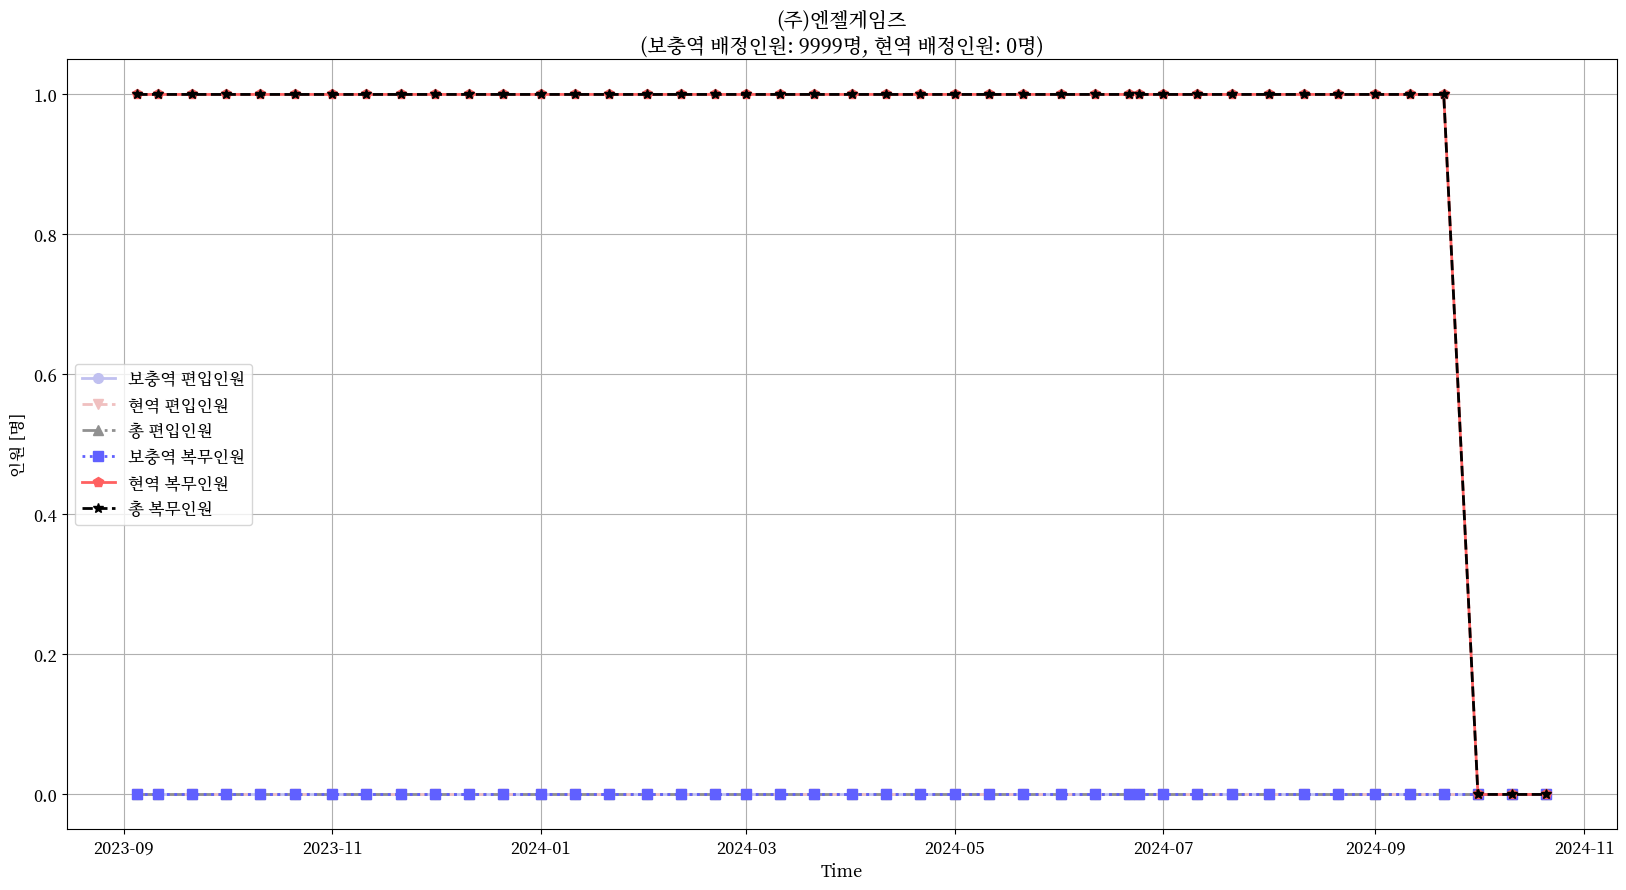 (주)엔젤게임즈
(보충역 배정인원: 9999명, 현역 배정인원: 0명)
1.0
0.8
0.6
0.4
0.2
0.0
인원 [명]
보충역 편입인원
현역 편입인원
총 편입인원
보충역 복무인원
현역 복무인원
총 복무인원
2023-09 2023-11 2024-01 2024-03 2024-05 2024-07 2024-09 2024-11
Time